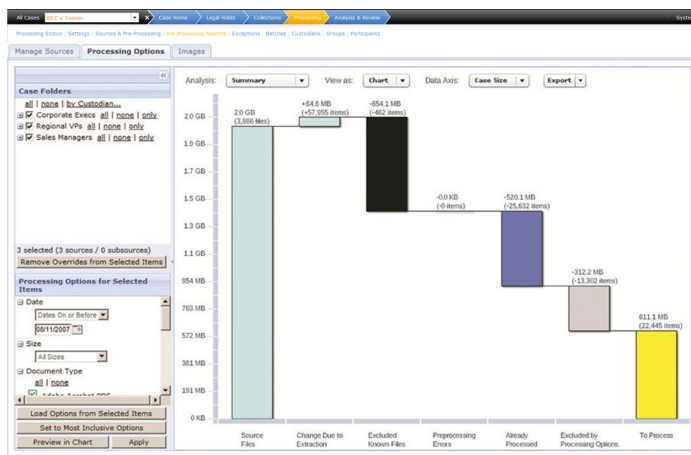 All Cases SEC v Tamas Case Home Legal Holds Collections Processing Analysis & Review Syste
Processing Status | Settings | Sources & Pre-Processing | Pre-Processing Reports | Exceptions | Batches | Custodians | Groups | Participants
Manage Sources Processing Options Images
Case Folders
all | none | by Custodian...
Corporate Execs all | none | only
Regional VPs all | none | only
Sales Managers all | none | only
3 selected (3 sources / 0 subsources)
Remove Overrides from Selected Items
Processing Options for Selected Items
Date
Dates On or Before
08/11/2007
Size
All Sizes
Document Type
all | none
Adobe Acrobat PDF
Load Options from Selected Items
Set to Most Inclusive Options
Preview in Chart Apply
Analysis: Summary View as: Chart Data Axis: Case Size Export
2.0 GB
1.9 GB
1.7 GB
1.5 GB
1.3 GB
1.1 GB
954 MB
763 MB
572 MB
381 MB
191 MB
0 KB
2.0 GB
(3,888 files)
+64.6 MB
(+57,955 items)
-654.1 MB
(-462 items)
-0.0 KB
(-0 items)
-520.1 MB
(-25,632 items)
-312.2 MB
(-13,302 items)
611.1 MB
(22,445 items)
Source Files
Change Due to Extraction
Excluded Known Files
Preprocessing Errors
Already Processed
Excluded by Processing Options
To Process